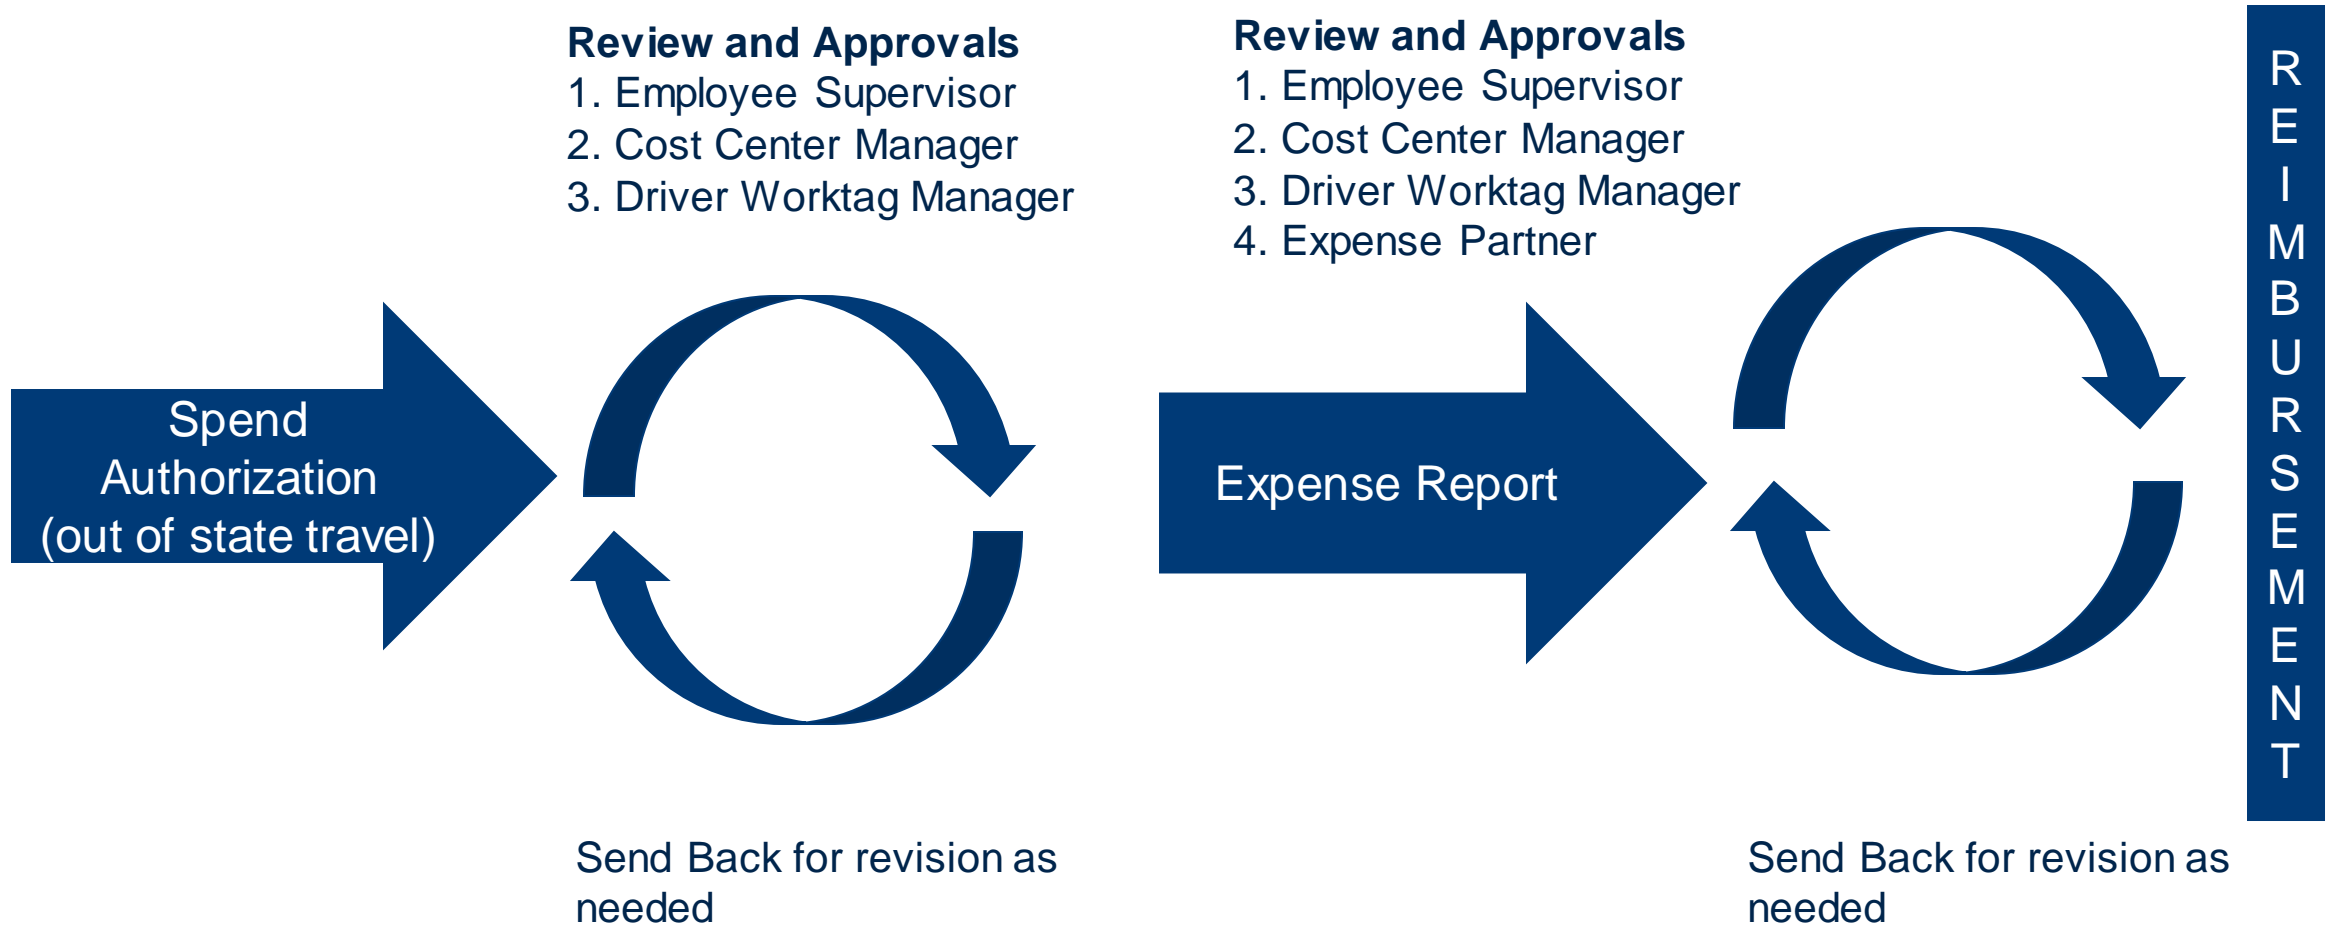 Spend
Authorization
(out of state travel)
Review and Approvals
1. Employee Supervisor
2. Cost Center Manager
3. Driver Worktag Manager
Send Back for revision as
needed
Expense Report
Review and Approvals
1. Employee Supervisor
2. Cost Center Manager
3. Driver Worktag Manager
4. Expense Partner
Send Back for revision as
needed
R
E
I
M
B
U
R
S
E
M
E
N
T